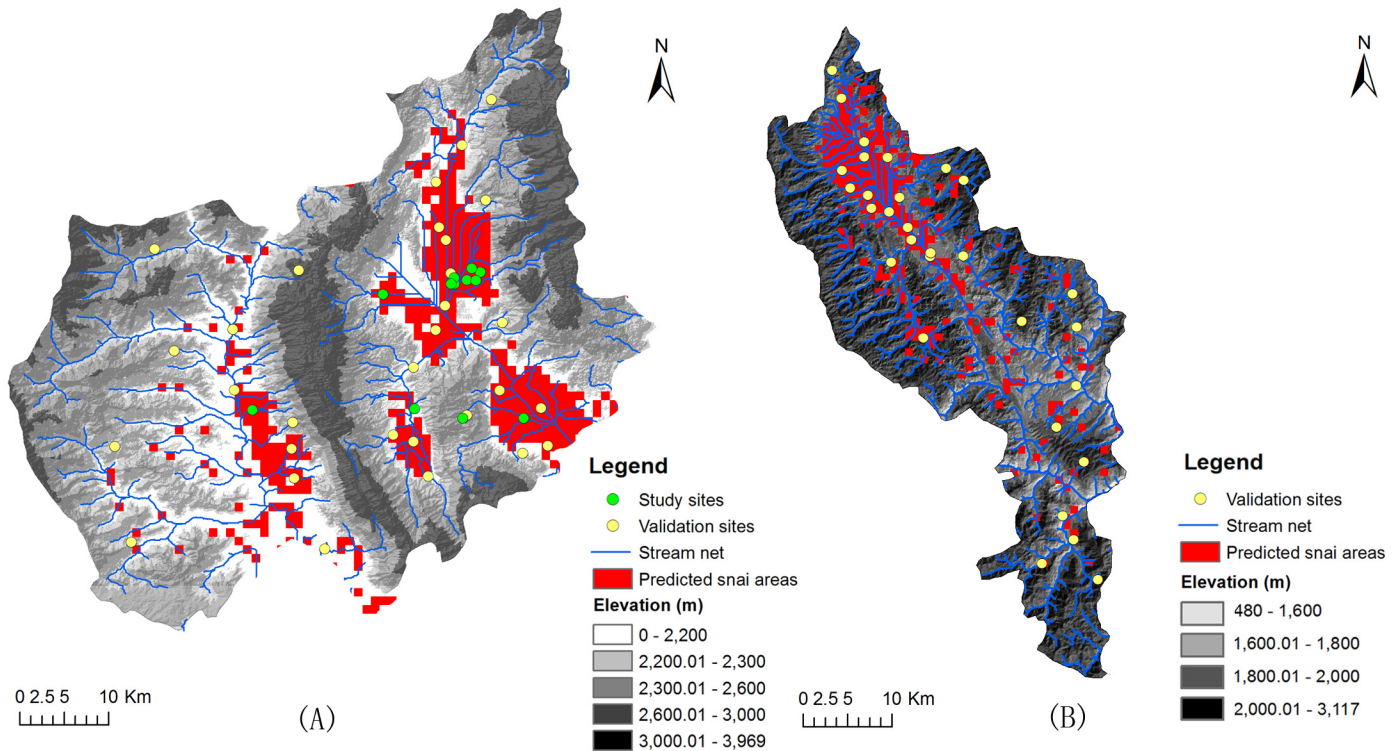 N
Legend
Study sites
Validation sites
Stream net
Predicted snai areas
Elevation (m)
0 - 2,200
2,200.01 - 2,300
2,300.01 - 2,600
2,600.01 - 3,000
3,000.01 - 3,969
0 2.5 5 10 Km
(A)
N
Legend
Validation sites
Stream net
Predicted snai areas
Elevation (m)
480 - 1,600
1,600.01 - 1,800
1,800.01 - 2,000
2,000.01 - 3,117
0 2.5 5 10 Km
(B)